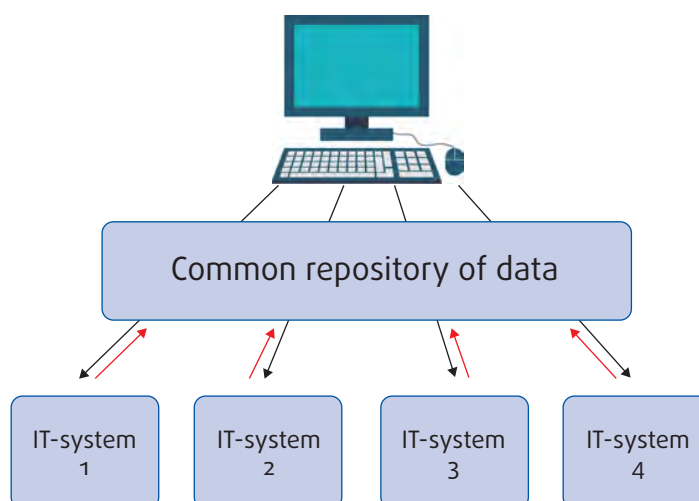 Common repository of data
IT-system
1
IT-system
2
IT-system
3
IT-system
4